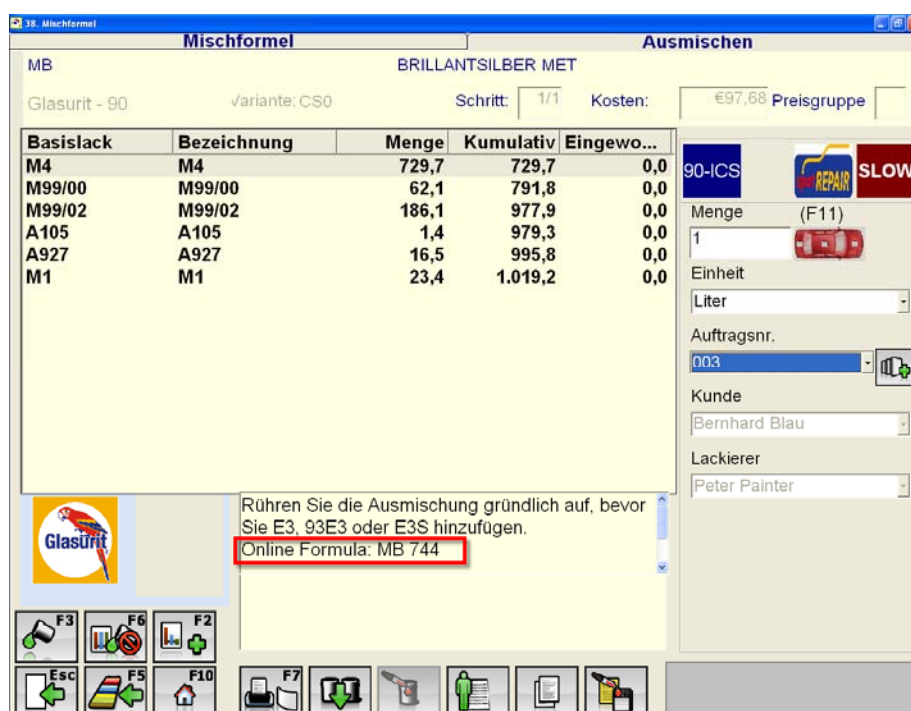 38. Mischformel
Mischformel Ausmischen
MB BRILLANTSILBER MET
Glasurit - 90 Variante: CS0 Schritt: 1/1 Kosten: €97,68 Preisgruppe
Basislack Bezeichnung Menge Kumulativ Eingewo...
M4 M4 729,7 729,7 0,0
M99/00 M99/00 62,1 791,8 0,0
M99/02 M99/02 186,1 977,9 0,0
A105 A105 1,4 979,3 0,0
A927 A927 16,5 995,8 0,0
M1 M1 23,4 1.019,2 0,0
90-ICS REPAIR SLOW
Menge (F11)
1
Einheit
Liter
Auftragsnr.
003
Kunde
Bernhard Blau
Lackierer
Peter Painter
Glasurit
Rühren Sie die Ausmischung gründlich auf, bevor
Sie E3, 93E3 oder E3S hinzufügen.
Online Formula: MB 744
F3 F6 F2
Esc F5 F10 F7